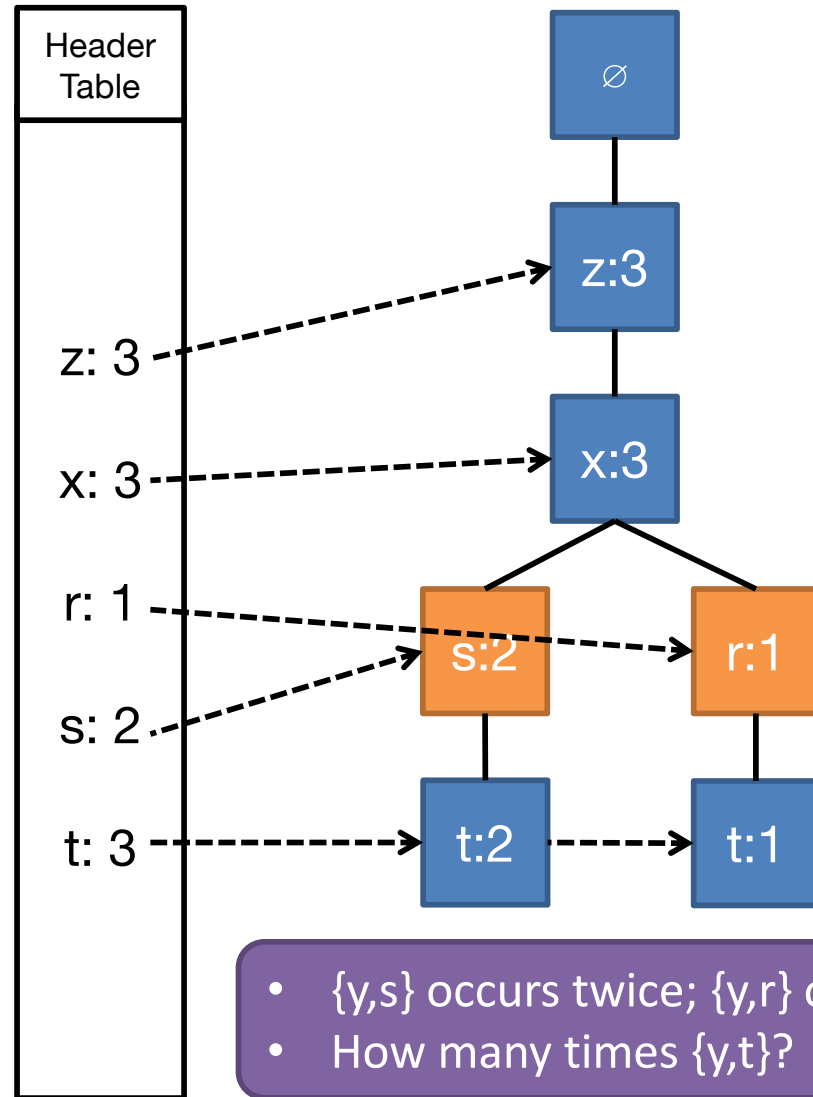 Header
Table
∅
z:3
z: 3
x:3
x: 3
r: 1
s:2
r:1
s: 2
t: 3
t:2
t:1
• {y,s} occurs twice; {y,r}
• How many times {y,t}?